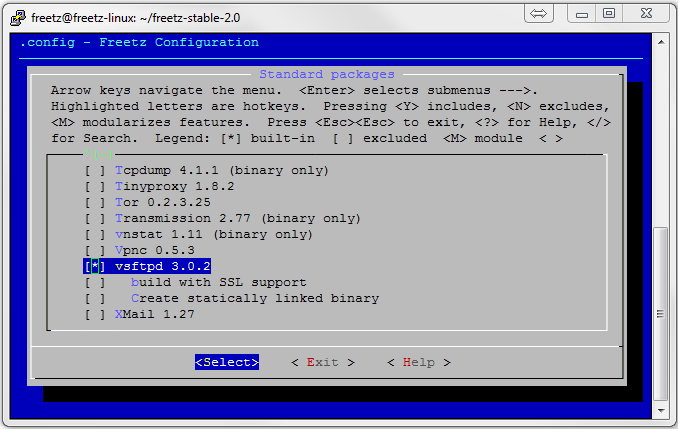 freetz@freetz-linux: ~/freetz-stable-2.0
.config - Freetz Configuration
Standard packages
Arrow keys navigate the menu. <Enter> selects submenus --->.
Highlighted letters are hotkeys. Pressing <Y> includes, <N> excludes,
<M> modularizes features. Press <Esc><Esc> to exit, <?> for Help, </>
for Search. Legend: [*] built-in [ ] excluded <M> module < >
^(-)
[ ] Tcpdump 4.1.1 (binary only)
[ ] Tinyproxy 1.8.2
[ ] Tor 0.2.3.25
[ ] Transmission 2.77 (binary only)
[ ] vnstat 1.11 (binary only)
[ ] Vpnc 0.5.3
[*] vsftpd 3.0.2
[ ] build with SSL support
[ ] Create statically linked binary
[ ] XMail 1.27
<Select> < Exit > < Help >